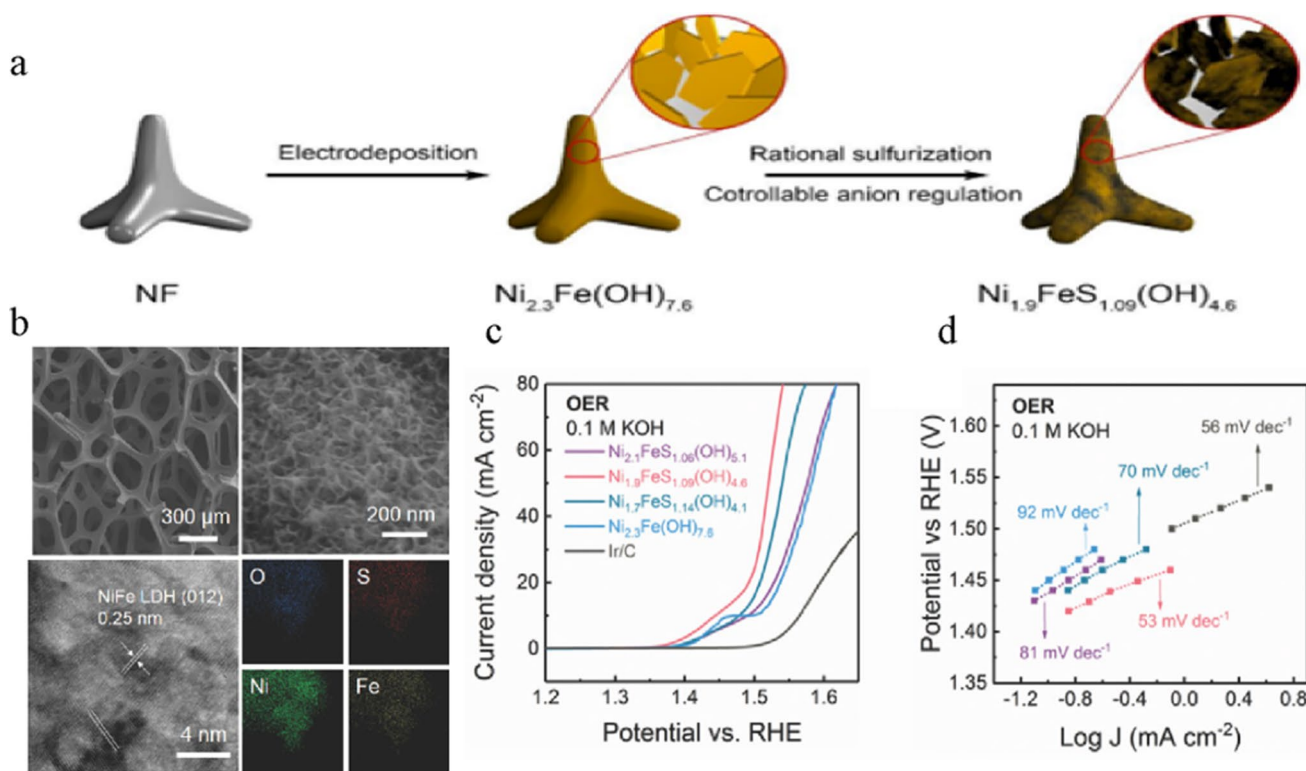 a
Electrodeposition
Rational sulfurization
Cotrollable anion regulation
NF
Ni2.3Fe(OH)7.6
Ni1.9FeS1.09(OH)4.6
b
300 μm
200 nm
NiFe LDH (012)
0.25 nm
4 nm
O
S
Ni
Fe
c
Current density (mA cm-2)
80
60
40
20
0
OER
0.1 M KOH
Ni2.1FeS1.06(OH)5.1
Ni1.9FeS1.09(OH)4.6
Ni1.7FeS1.14(OH)4.1
Ni2.3Fe(OH)7.6
Ir/C
1.2 1.3 1.4 1.5 1.6
Potential vs. RHE
d
Potential vs RHE (V)
1.60
1.50
1.45
1.40
1.35
OER
0.1 M KOH
56 mV dec-1
70 mV dec-1
92 mV dec-1
53 mV dec-1
81 mV dec-1
-1.2 -0.8 -0.4 0.0 0.4 0.8
Log J (mA cm-2)